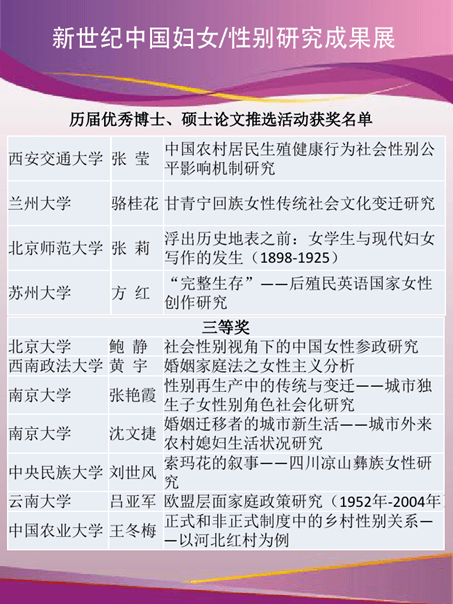 新世纪中国妇女/性别研究成果展
历届优秀博士、硕士论文推选活动获奖名单
西安交通大学 张 莹 中国农村居民生殖健康行为社会性别公
平影响机制研究
兰州大学 骆桂花 甘青宁回族女性传统社会文化变迁研究
北京师范大学 张 莉 浮出历史地表之前：女学生与现代妇女
写作的发生（1898-1925）
苏州大学 方 红 “完整生存”——后殖民英语国家女性
创作研究
三等奖
北京大学 鲍 静 社会性别视角下的中国女性参政研究
西南政法大学 黄 宇 婚姻家庭法之女性主义分析
南京大学 张艳霞 性别再生产中的传统与变迁——城市独
生子女性别角色社会化研究
南京大学 沈文捷 婚姻迁移者的城市新生活——城市外来
农村媳妇生活状况研究
中央民族大学 刘世风 索玛花的叙事——四川凉山彝族女性研
究
云南大学 吕亚军 欧盟层面家庭政策研究（1952年-2004年
中国农业大学 王冬梅 正式和非正式制度中的乡村性别关系—
—以河北红村为例